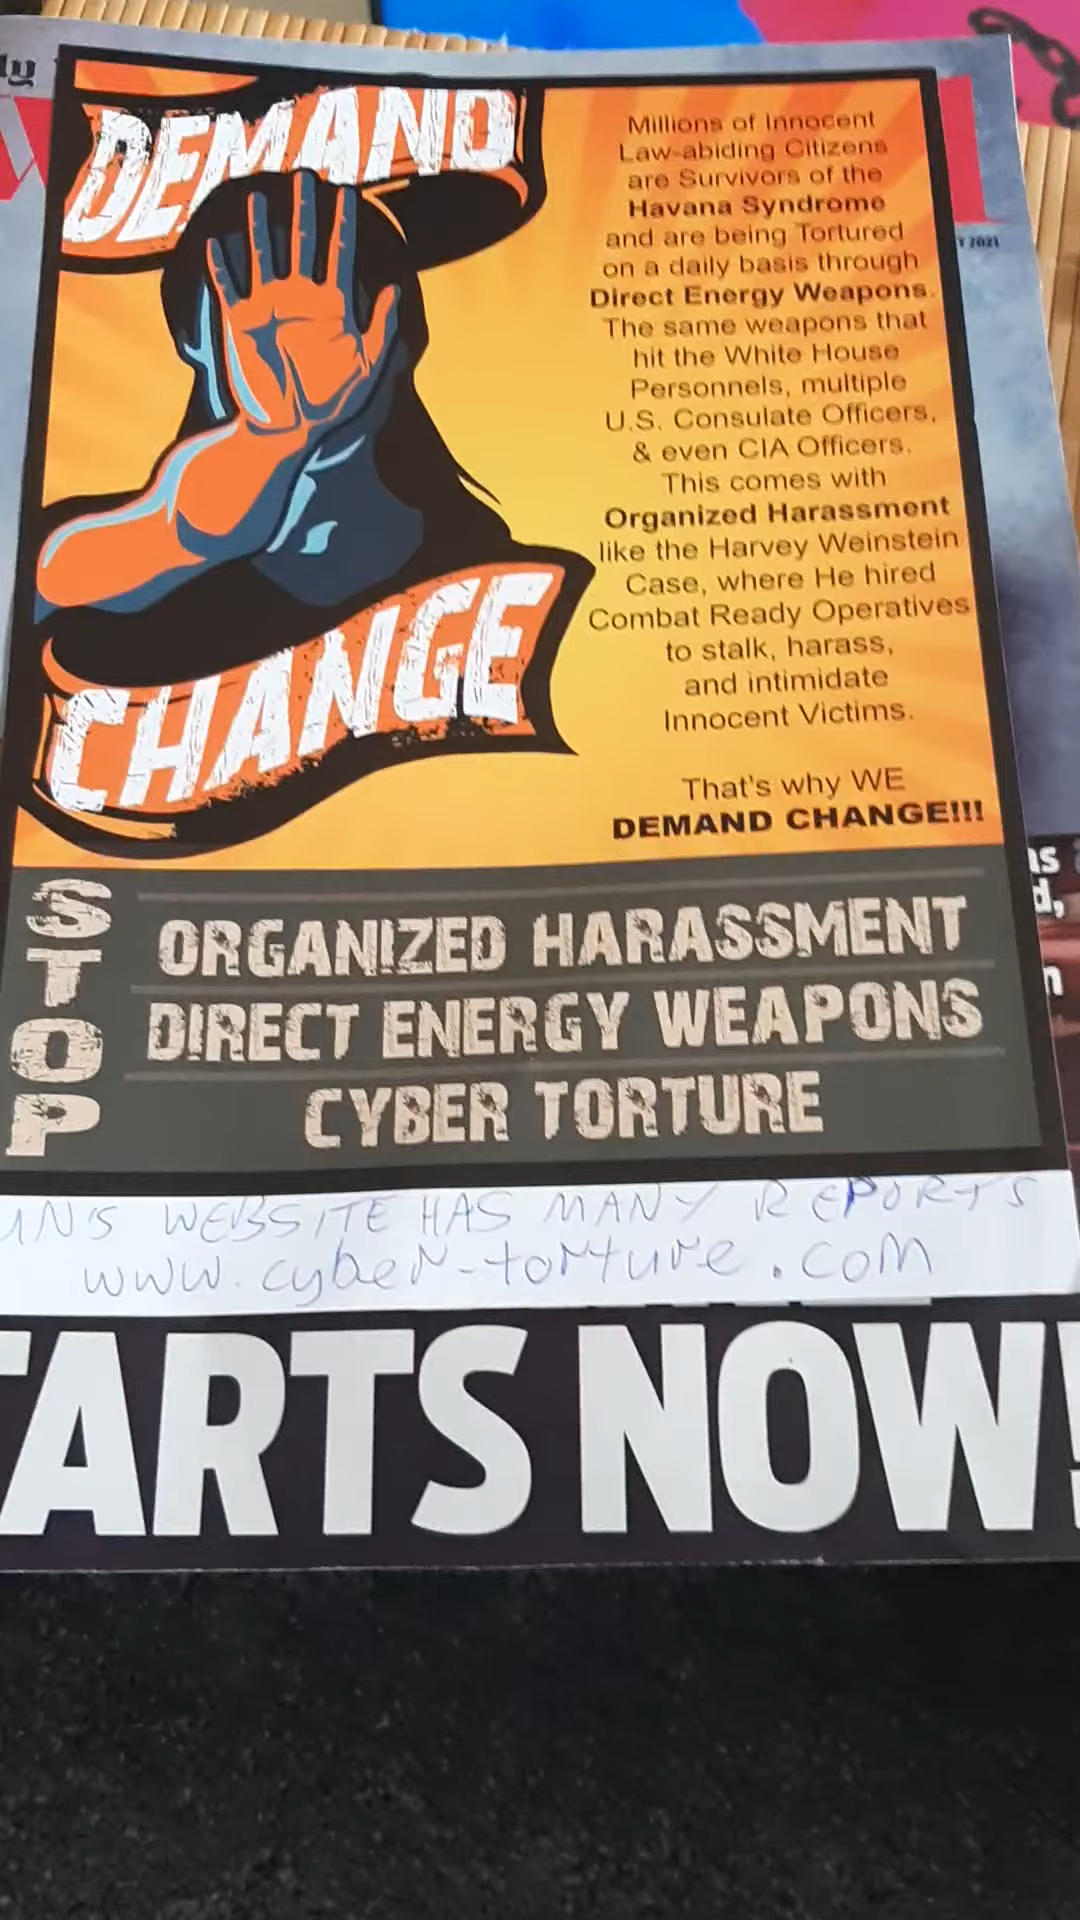 ly
DEMAND
CHANGE
Millions of Innocent
Law-abiding Citizens
are Survivors of the
Havana Syndrome
and are being Tortured
on a daily basis through
Direct Energy Weapons.
The same weapons that
hit the White House
Personnels, multiple
U.S. Consulate Officers,
& even CIA Officers.
This comes with
Organized Harassment
like the Harvey Weinstein
Case, where He hired
Combat Ready Operatives
to stalk, harass,
and intimidate
Innocent Victims.
That's why WE
DEMAND CHANGE!!!
2021
STOP
ORGANIZED HARASSMENT
DIRECT ENERGY WEAPONS
CYBER TORTURE
UN'S WEBSITE HAS MANY REPORTS
www.cyber-torture.com
TARTS NOW!